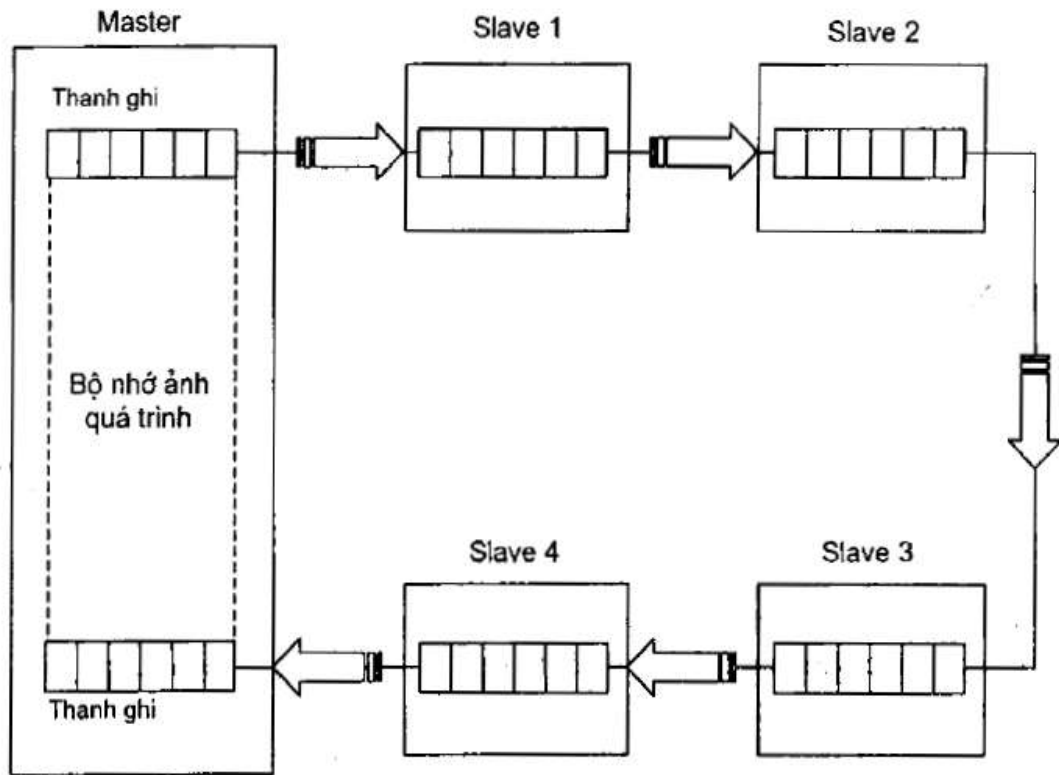 Master
Slave 1
Slave 2
Thanh ghi
Bộ nhớ ảnh
quá trình
Slave 4
Slave 3
Thanh ghi